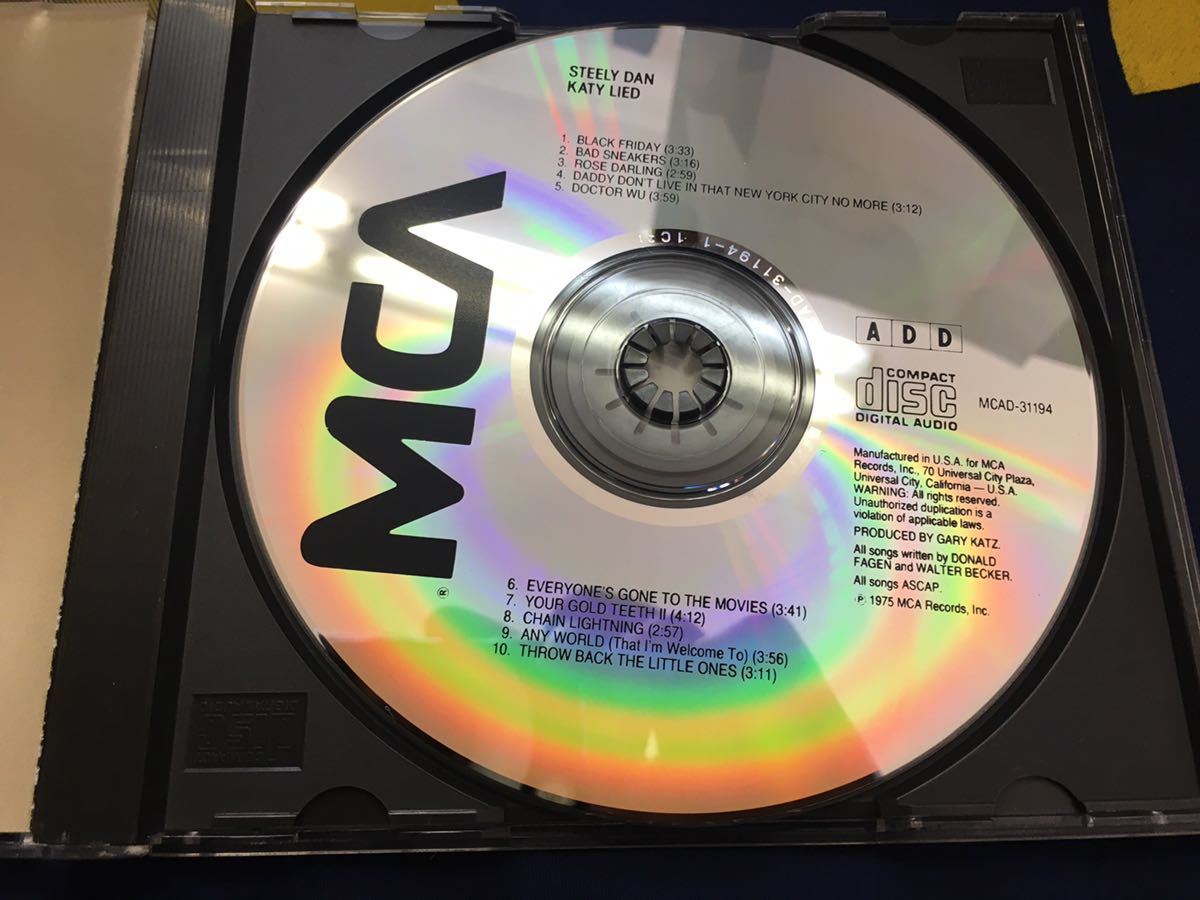 STEELY DAN
KATY LIED
1. BLACK FRIDAY (3:33)
2. BAD SNEAKERS (3:16)
3. ROSE DARLING (2:59)
4. DADDY DON'T LIVE IN THAT NEW YORK CITY NO MORE (3:12)
5. DOCTOR WU (3:59)
MCA
AD-31194-1 1C
ADD
COMPACT
disc
DIGITAL AUDIO
MCAD-31194
Manufactured in U.S.A. for MCA
Records, Inc., 70 Universal City Plaza,
Universal City, California — U.S.A.
WARNING: All rights reserved.
Unauthorized duplication is a
violation of applicable laws.
PRODUCED BY GARY KATZ.
All songs written by DONALD
FAGEN and WALTER BECKER.
All songs ASCAP.
℗ 1975 MCA Records, Inc.
6. EVERYONE'S GONE TO THE MOVIES (3:41)
7. YOUR GOLD TEETH II (4:12)
8. CHAIN LIGHTNING (2:57)
9. ANY WORLD (That I'm Welcome To) (3:56)
10. THROW BACK THE LITTLE ONES (3:11)